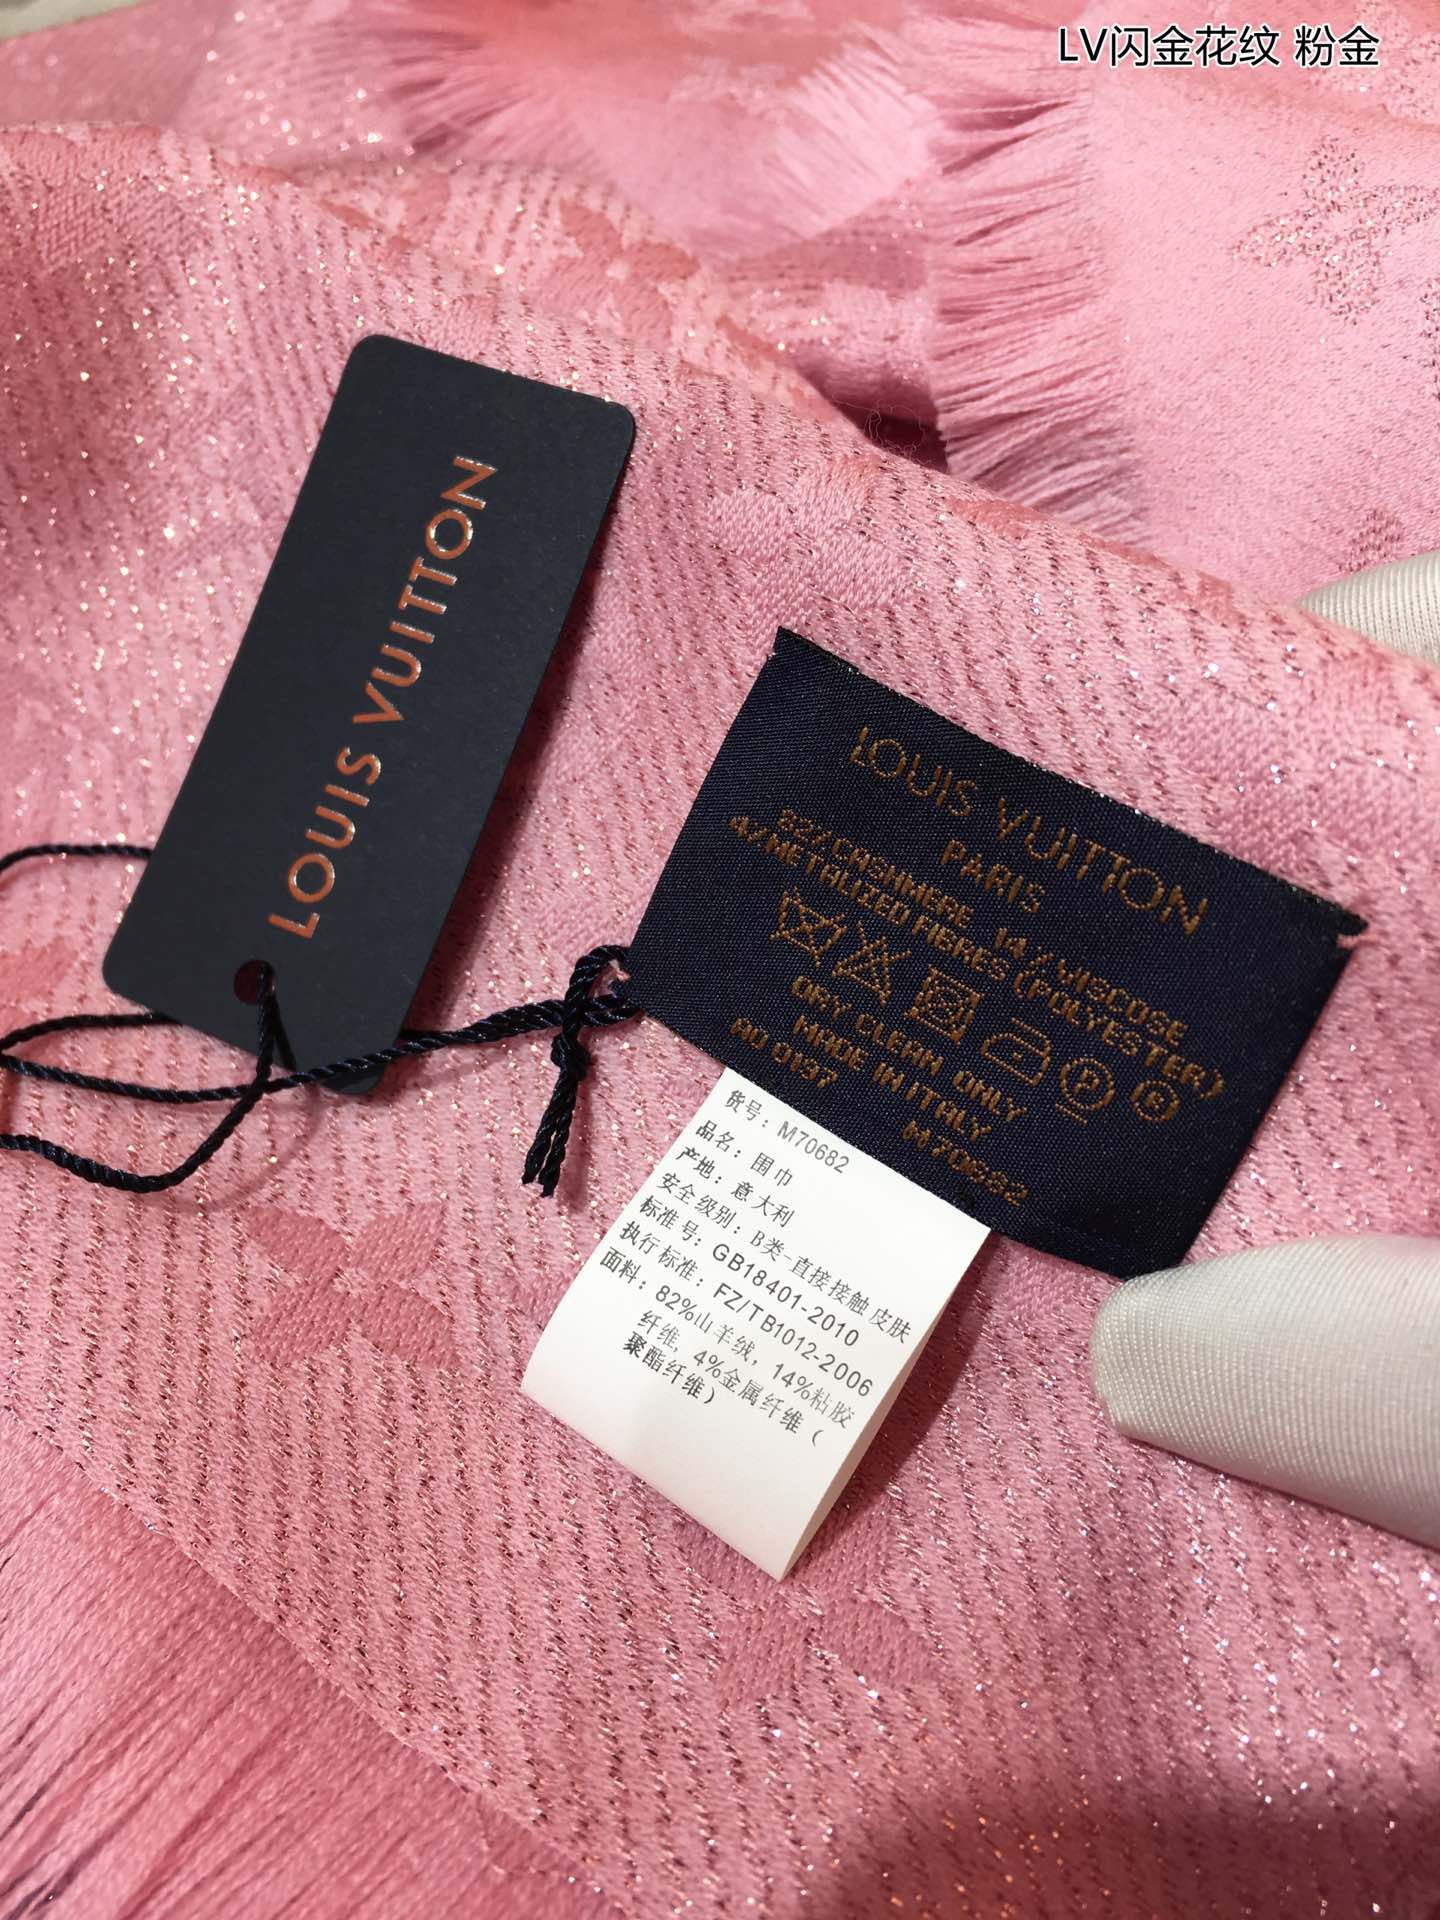 LV闪金花纹 粉金
LOUIS VUITTON
LOUIS VUITTON
PARIS
82%CASHMERE 14%VISCOSE
4%METALIZED FIBRES (POLYESTER)
P
DRY CLEAN ONLY
MADE IN ITALY
M70682
货号：M70682
品名：围巾
产地：意大利
安全级别：B类-直接接触皮肤
标准号：GB18401-2010
执行标准：FZ/TB1012-2006
面料：82%山羊绒，14%粘胶
纤维，4%金属纤维（
聚酯纤维）